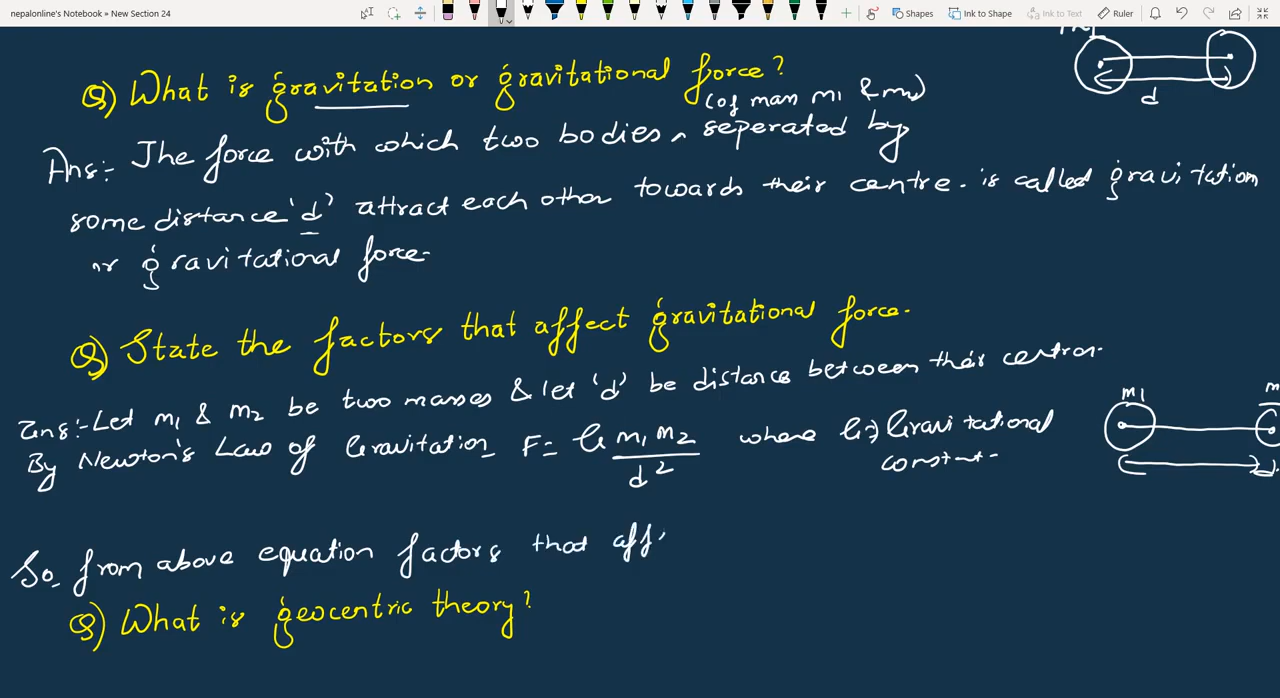 nepalonline's Notebook » New Section 24
Shapes Ink to Shape Ink to Text Ruler
Q) What is gravitation or gravitational force?
(of mass m1 & m2)
d
Ans:- The force with which two bodies ^ seperated by
some distance 'd' attract each other towards their centre. is called gravitation
or gravitational force.
Q) State the factors that affect gravitational force.
Ans:- Let m1 & m2 be two masses & let 'd' be distance between their centres.
m1 m
By Newton's Law of Gravitation F = G m1 m2 / d2 where G → Gravitational
constant.
d
So, from above equation factors that aff
Q) What is geocentric theory?